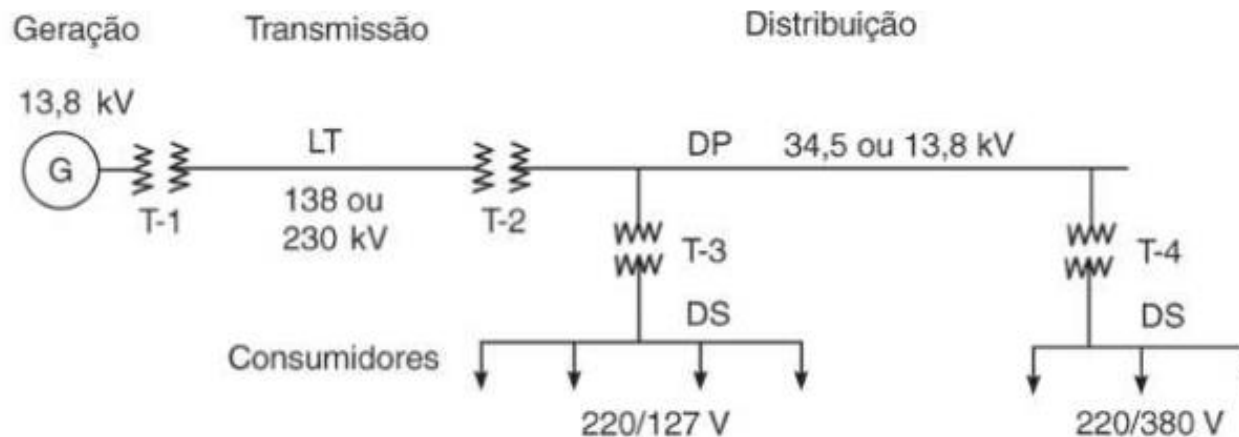 Geração Transmissão Distribuição
13,8 kV
G
LT
DP 34,5 ou 13,8 kV
T-1
138 ou
230 kV
T-2
T-3
T-4
DS
DS
Consumidores
220/127 V
220/380 V